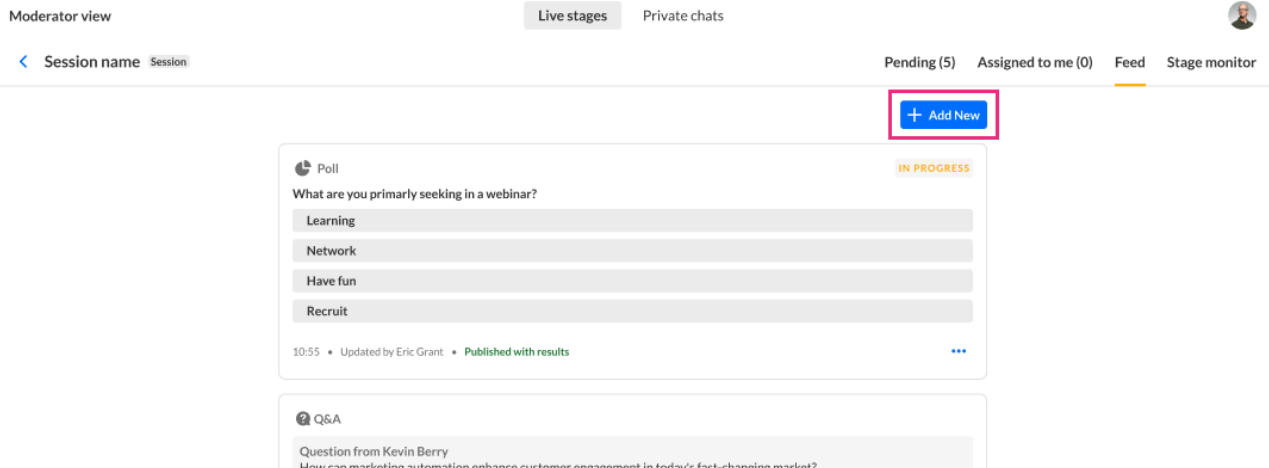 Moderator view
Live stages
Private chats
Session name Session
Pending (5)
Assigned to me (0)
Feed
Stage monitor
Add New
Poll
IN PROGRESS
What are you primarly seeking in a webinar?
Learning
Network
Have fun
Recruit
10:55 • Updated by Eric Grant • Published with results
Q&A
Question from Kevin Berry
How can marketing automation enhance customer engagement in today's fast-changing market?